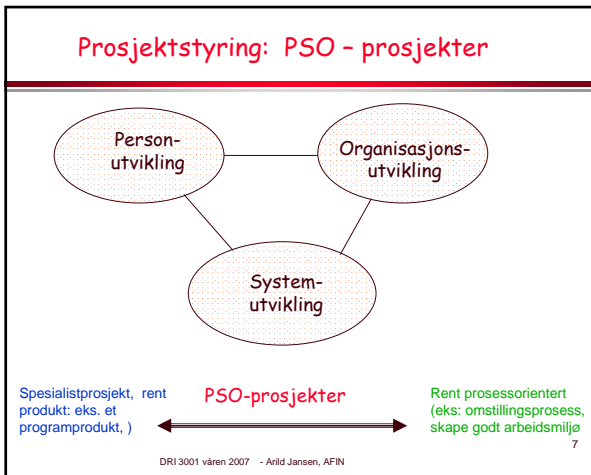 Prosjektstyring: PSO – prosjekter
Person-
utvikling
Organisasjons-
utvikling
System-
utvikling
Spesialistprosjekt, rent
produkt: eks. et
programprodukt, )
PSO-prosjekter
Rent prosessorientert
(eks: omstillingsprosess,
skape godt arbeidsmiljø
7
DRI 3001 våren 2007 - Arild Jansen, AFIN